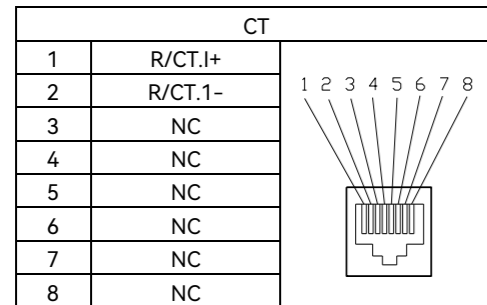 CT
1 R/CT.I+
2 R/CT.1-
3 NC
4 NC
5 NC
6 NC
7 NC
8 NC
1 2 3 4 5 6 7 8